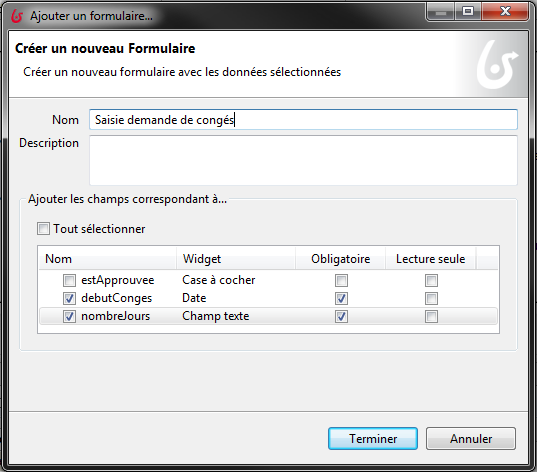 Ajouter un formulaire...
Créer un nouveau Formulaire
Créer un nouveau formulaire avec les données sélectionnées
Nom Saisie demande de congés
Description
Ajouter les champs correspondant à...
Tout sélectionner
Nom Widget Obligatoire Lecture seule
estApprouvee Case à cocher
debutConges Date
nombreJours Champ texte
Terminer Annuler